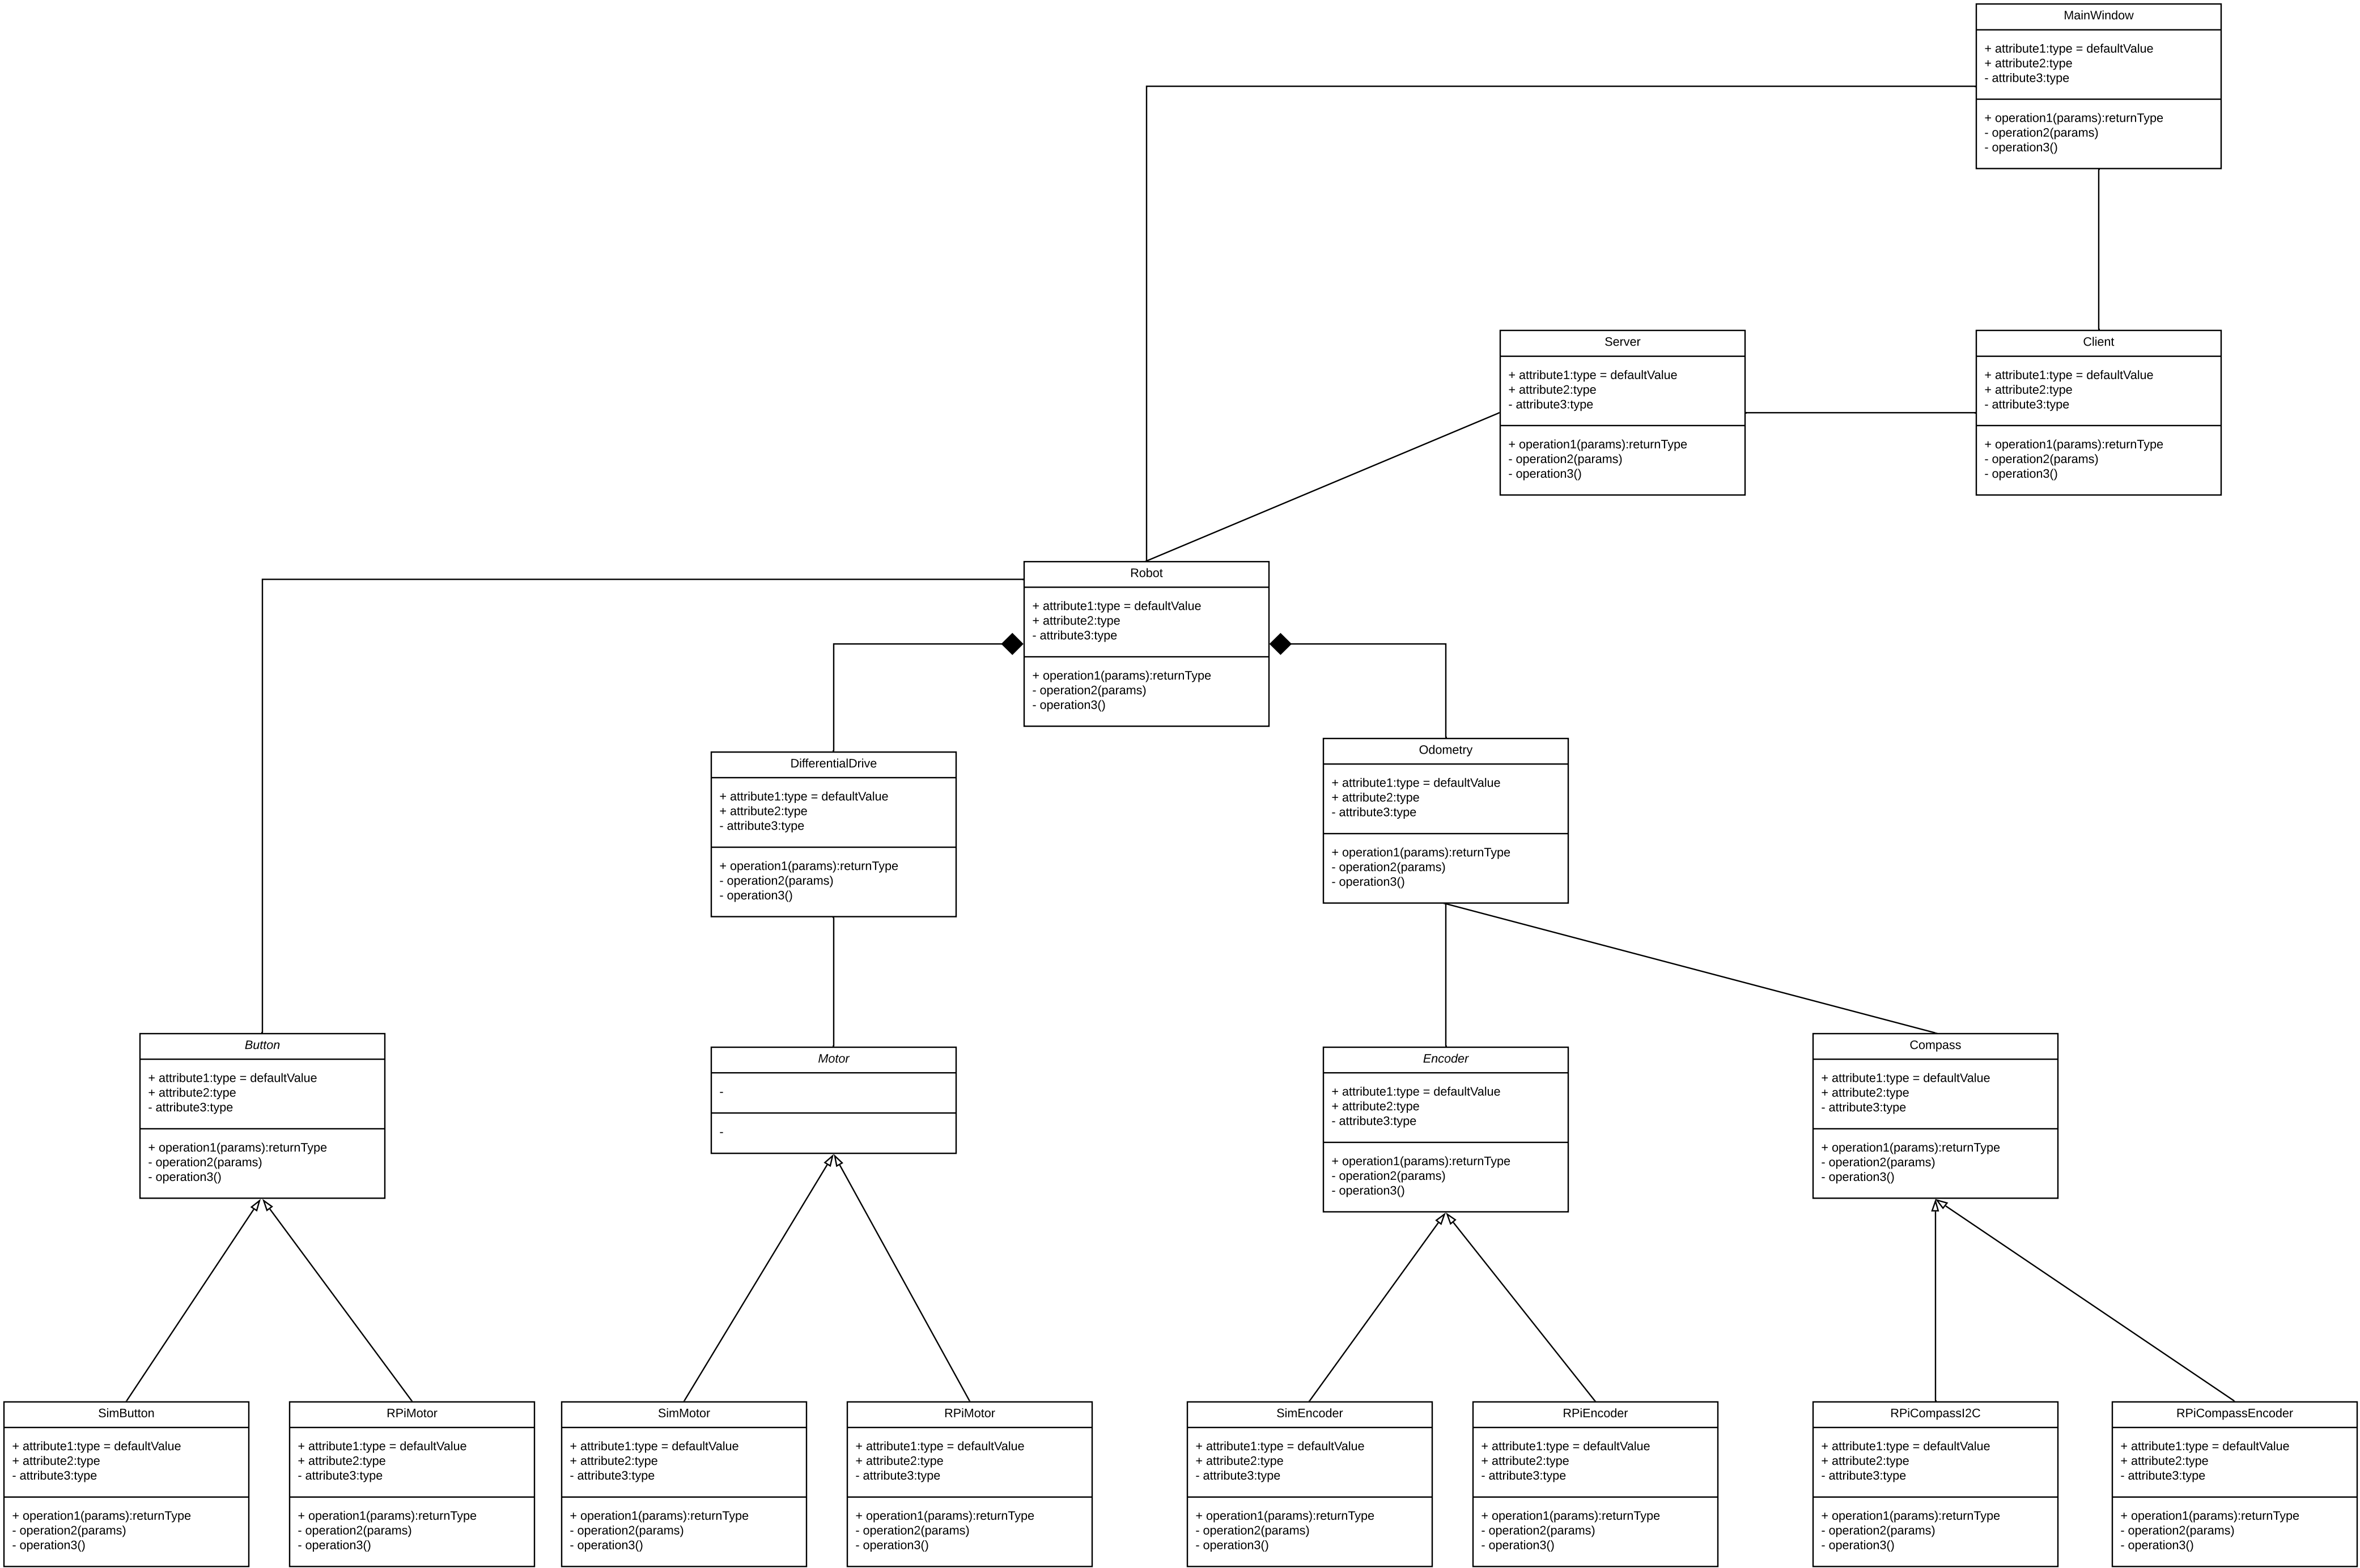 MainWindow
+ attribute1:type = defaultValue
+ attribute2:type
- attribute3:type
+ operation1(params):returnType
- operation2(params)
- operation3()
Server
+ attribute1:type = defaultValue
+ attribute2:type
- attribute3:type
+ operation1(params):returnType
- operation2(params)
- operation3()
Client
+ attribute1:type = defaultValue
+ attribute2:type
- attribute3:type
+ operation1(params):returnType
- operation2(params)
- operation3()
Robot
+ attribute1:type = defaultValue
+ attribute2:type
- attribute3:type
+ operation1(params):returnType
- operation2(params)
- operation3()
DifferentialDrive
+ attribute1:type = defaultValue
+ attribute2:type
- attribute3:type
+ operation1(params):returnType
- operation2(params)
- operation3()
Odometry
+ attribute1:type = defaultValue
+ attribute2:type
- attribute3:type
+ operation1(params):returnType
- operation2(params)
- operation3()
Button
+ attribute1:type = defaultValue
+ attribute2:type
- attribute3:type
+ operation1(params):returnType
- operation2(params)
- operation3()
Motor
-
-
Encoder
+ attribute1:type = defaultValue
+ attribute2:type
- attribute3:type
+ operation1(params):returnType
- operation2(params)
- operation3()
Compass
+ attribute1:type = defaultValue
+ attribute2:type
- attribute3:type
+ operation1(params):returnType
- operation2(params)
- operation3()
SimButton
+ attribute1:type = defaultValue
+ attribute2:type
- attribute3:type
+ operation1(params):returnType
- operation2(params)
- operation3()
RPiMotor
+ attribute1:type = defaultValue
+ attribute2:type
- attribute3:type
+ operation1(params):returnType
- operation2(params)
- operation3()
SimMotor
+ attribute1:type = defaultValue
+ attribute2:type
- attribute3:type
+ operation1(params):returnType
- operation2(params)
- operation3()
RPiMotor
+ attribute1:type = defaultValue
+ attribute2:type
- attribute3:type
+ operation1(params):returnType
- operation2(params)
- operation3()
SimEncoder
+ attribute1:type = defaultValue
+ attribute2:type
- attribute3:type
+ operation1(params):returnType
- operation2(params)
- operation3()
RPiEncoder
+ attribute1:type = defaultValue
+ attribute2:type
- attribute3:type
+ operation1(params):returnType
- operation2(params)
- operation3()
RPiCompassI2C
+ attribute1:type = defaultValue
+ attribute2:type
- attribute3:type
+ operation1(params):returnType
- operation2(params)
- operation3()
RPiCompassEncoder
+ attribute1:type = defaultValue
+ attribute2:type
- attribute3:type
+ operation1(params):returnType
- operation2(params)
- operation3()